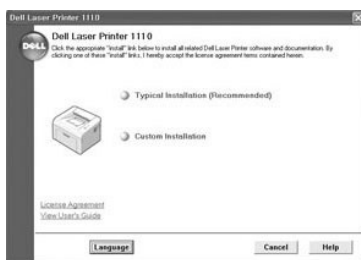 Dell Laser Printer 1110
Dell Laser Printer 1110
DELL
Click the appropriate "install" link below to install all related Dell Laser Printer software and documentation. By
clicking one of these "install" links, I hereby accept the license agreement terms contained herein.
Typical Installation (Recommended)
Custom Installation
License Agreement
View User's Guide
Language
Cancel
Help